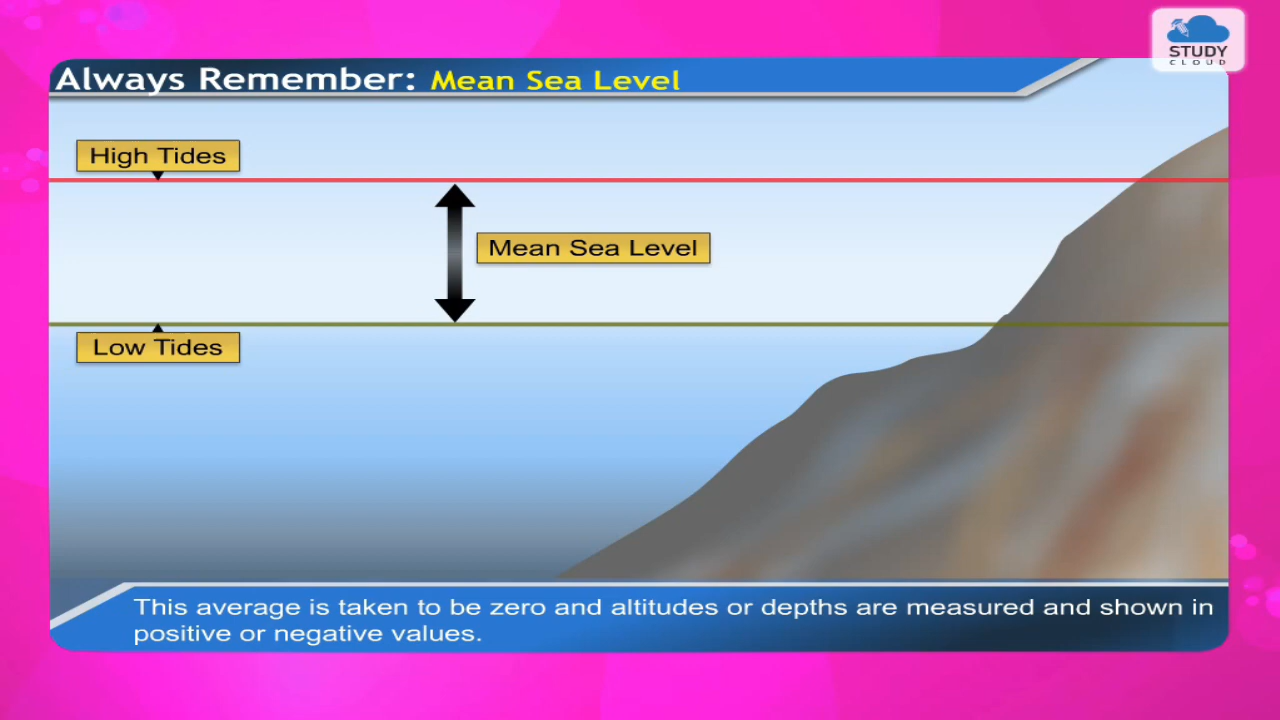 STUDY
CLOUD
Always Remember: Mean Sea Level
High Tides
Mean Sea Level
Low Tides
This average is taken to be zero and altitudes or depths are measured and shown in
positive or negative values.